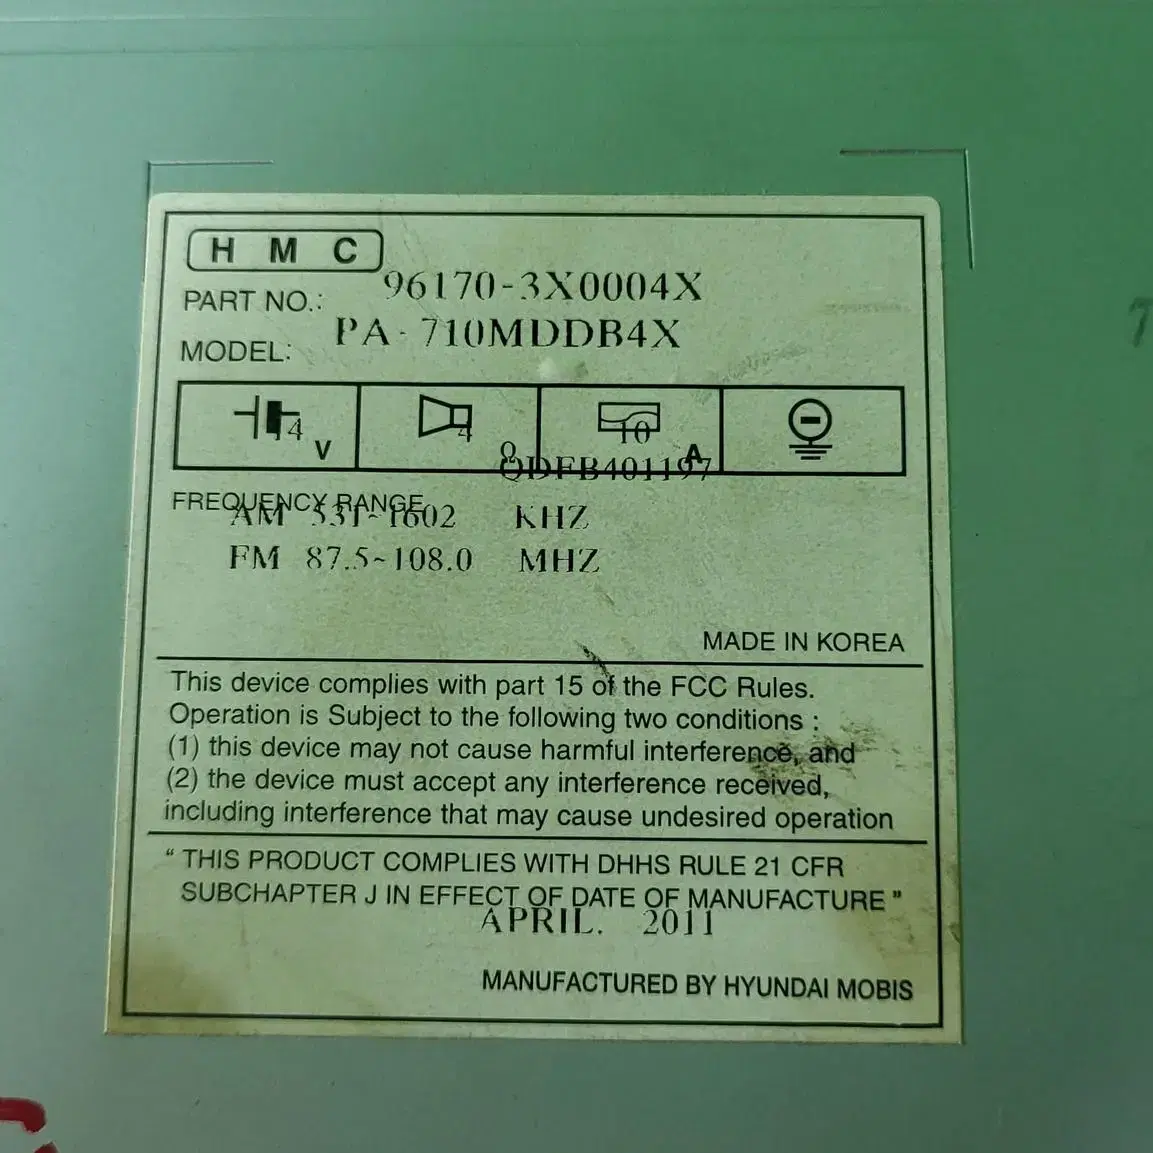 H M C
PART NO.: 96170-3X0004X
MODEL: PA-710MDDB4X
14 V 4 Ω 10 A
QDFB401197
FREQUENCY RANGE
AM 531~1602 KHZ
FM 87.5~108.0 MHZ
MADE IN KOREA
This device complies with part 15 of the FCC Rules.
Operation is Subject to the following two conditions :
(1) this device may not cause harmful interference, and
(2) the device must accept any interference received,
including interference that may cause undesired operation
“ THIS PRODUCT COMPLIES WITH DHHS RULE 21 CFR
SUBCHAPTER J IN EFFECT OF DATE OF MANUFACTURE ”
APRIL. 2011
MANUFACTURED BY HYUNDAI MOBIS